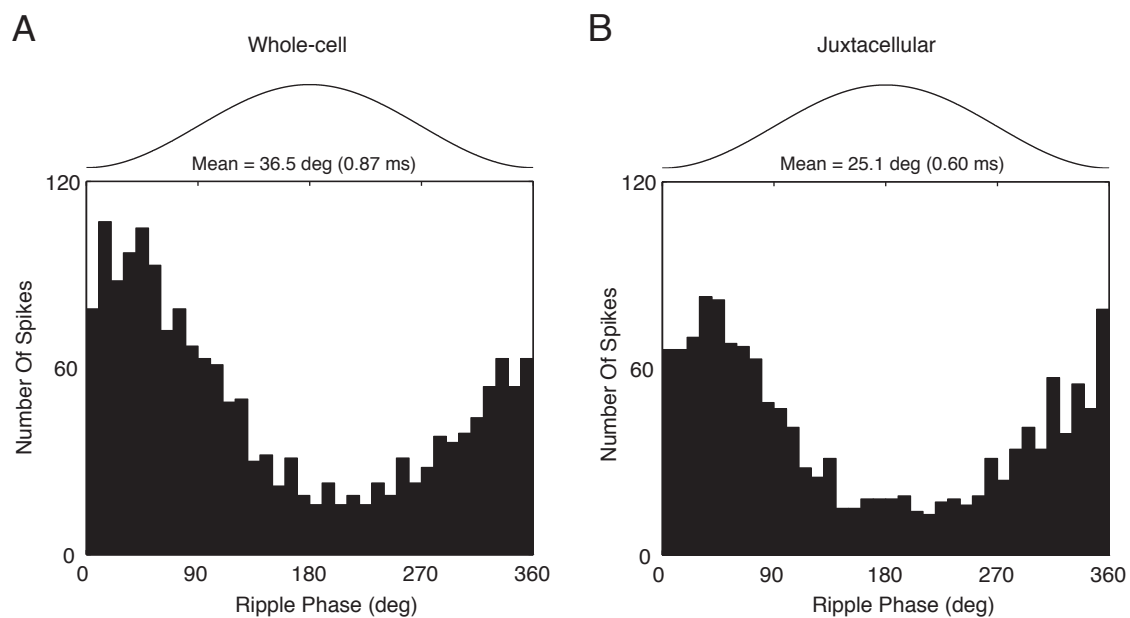 A
Whole-cell
Mean = 36.5 deg (0.87 ms)
120
60
0
Number Of Spikes
0 90 180 270 360
Ripple Phase (deg)
B
Juxtacellular
Mean = 25.1 deg (0.60 ms)
120
60
0
Number Of Spikes
0 90 180 270 360
Ripple Phase (deg)